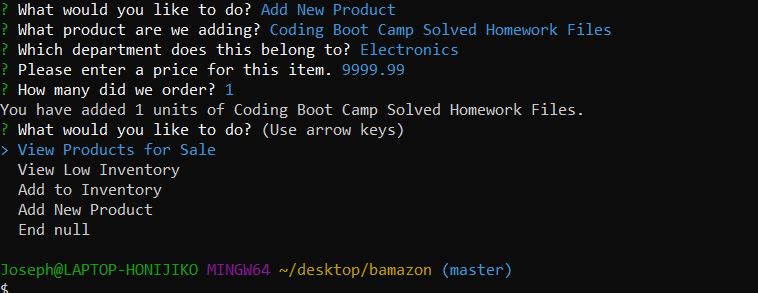 ? What would you like to do? Add New Product
? What product are we adding? Coding Boot Camp Solved Homework Files
? Which department does this belong to? Electronics
? Please enter a price for this item. 9999.99
? How many did we order? 1
You have added 1 units of Coding Boot Camp Solved Homework Files.
? What would you like to do? (Use arrow keys)
> View Products for Sale
  View Low Inventory
  Add to Inventory
  Add New Product
  End null
Joseph@LAPTOP-HONIJIKO MINGW64 ~/desktop/bamazon (master)
$